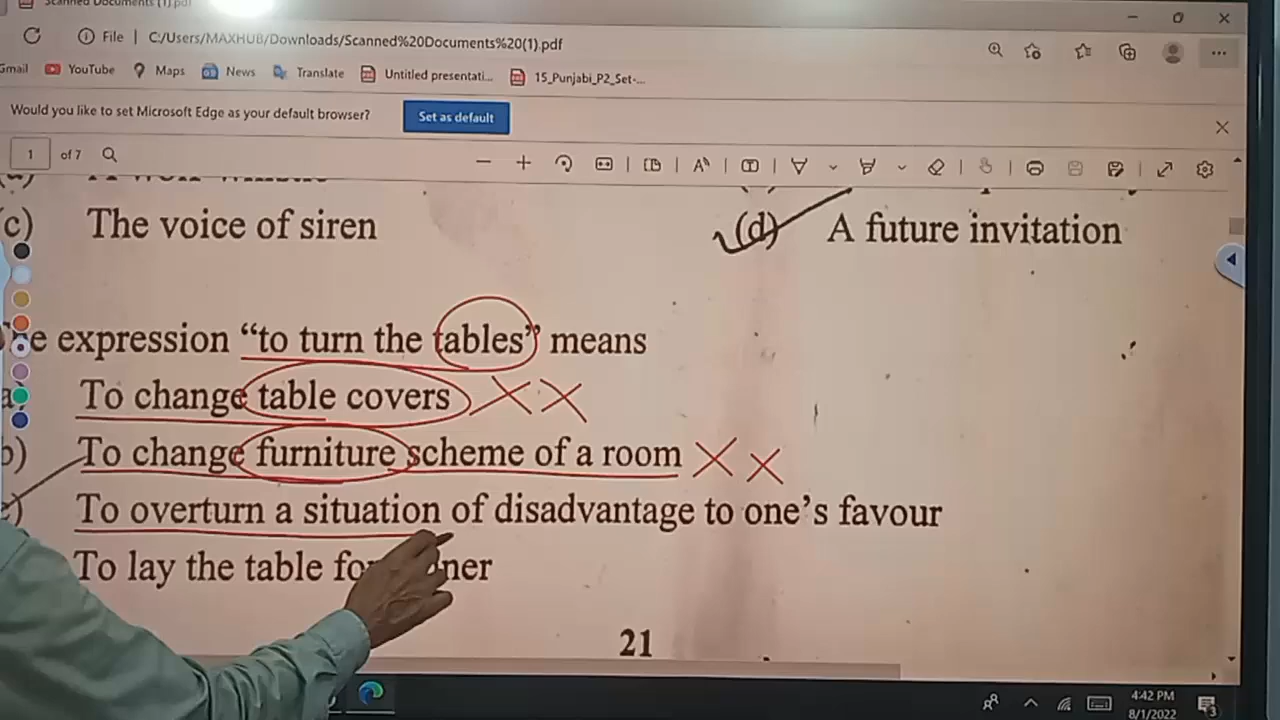 Scanned Documents (1).pdf
File | C:/Users/MAXHUB/Downloads/Scanned%20Documents%20(1).pdf
Gmail YouTube Maps News Translate Untitled presentati... 15_Punjabi_P2_Set-...
Would you like to set Microsoft Edge as your default browser? Set as default
1 of 7
(c) The voice of siren (d) A future invitation
expression “to turn the tables” means
To change table covers
b) To change furniture scheme of a room
To overturn a situation of disadvantage to one’s favour
To lay the table
21
4:42 PM
8/1/2022